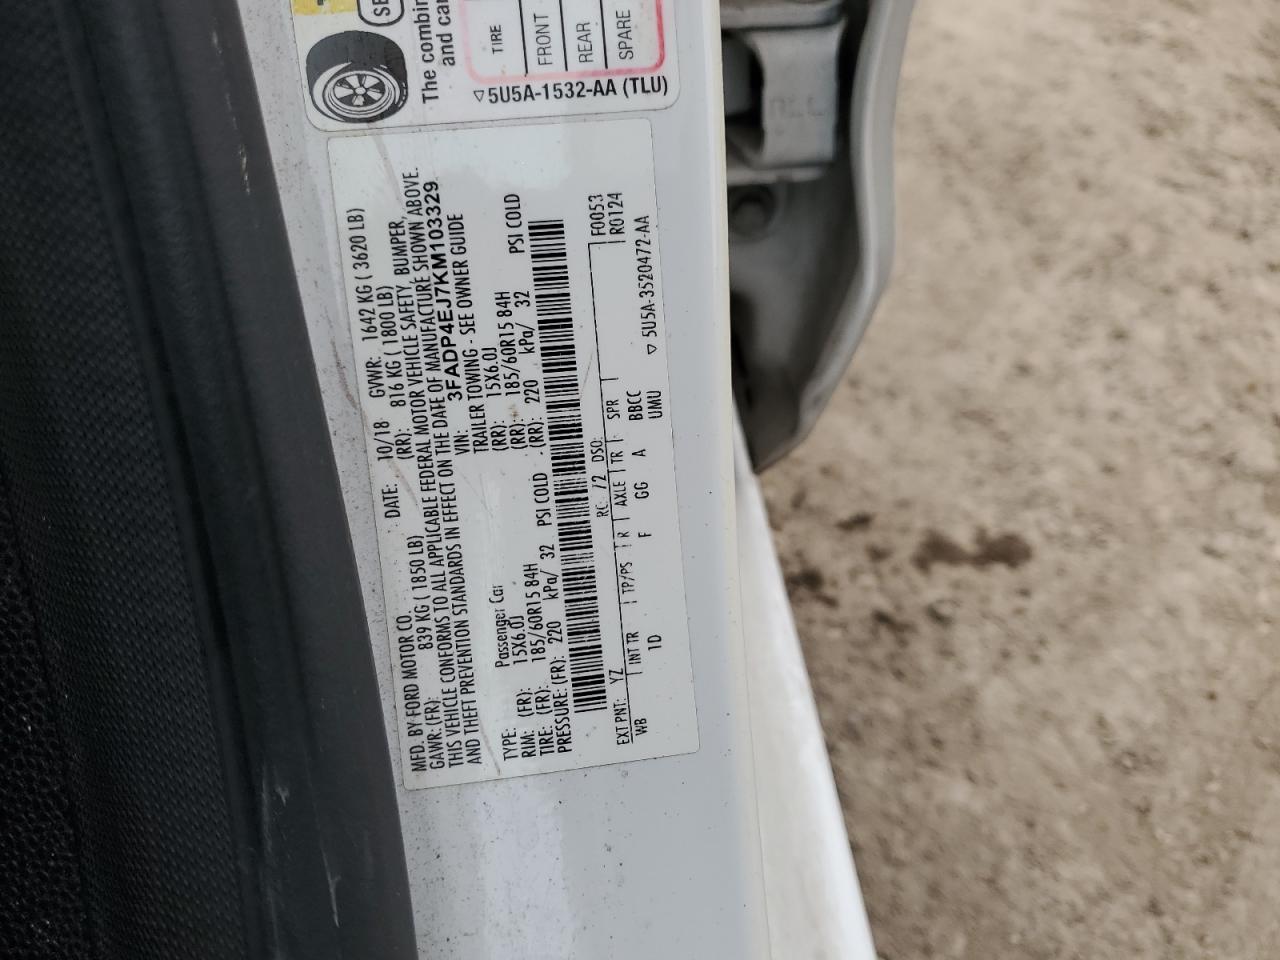 SE
The combin
and car
TIRE
FRONT
REAR
SPARE
5U5A-1532-AA (TLU)
MFD. BY FORD MOTOR CO.
DATE: 10/18 GVWR: 1642 KG ( 3620 LB)
GAWR: (FR): 839 KG ( 1850 LB) (RR): 816 KG ( 1800 LB)
THIS VEHICLE CONFORMS TO ALL APPLICABLE FEDERAL MOTOR VEHICLE SAFETY, BUMPER,
AND THEFT PREVENTION STANDARDS IN EFFECT ON THE DATE OF MANUFACTURE SHOWN ABOVE.
VIN: 3FADP4EJ7KM103329
TYPE: Passenger Car TRAILER TOWING - SEE OWNER GUIDE
RIM: (FR): 15X6.0J (RR): 15X6.0J
TIRE: (FR): 185/60R15 84H (RR): 185/60R15 84H
PRESSURE: (FR): 220 kPa/ 32 PSI COLD (RR): 220 kPa/ 32 PSI COLD
EXT PNT: YZ RC: 72 DSO: F0053
WB INT TR TP/PS R AXLE TR SPR R0124
1D F GG A BBCC
UMU 5U5A-3520472-AA